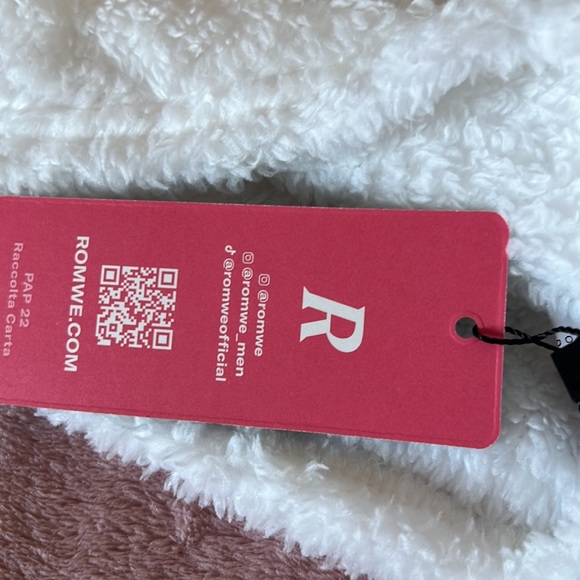 R
@romwe
@romwe_men
@romweofficial
ROMWE.COM
PAP 22
Raccolta Carta